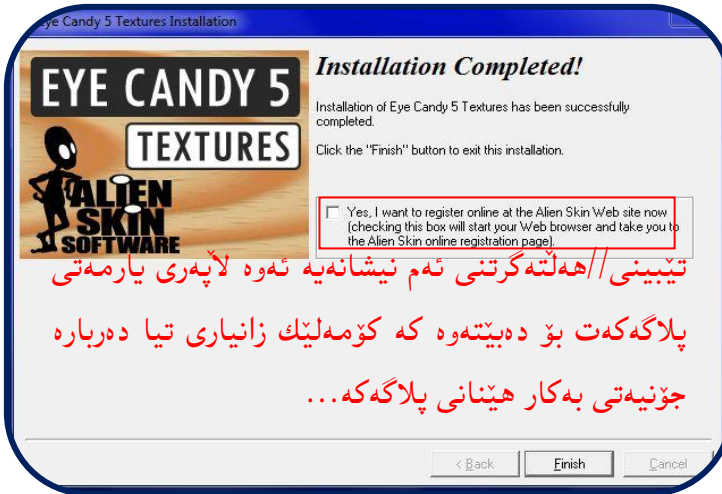 Eye Candy 5 Textures Installation
EYE CANDY 5
TEXTURES
ALIEN
SKIN
SOFTWARE
Installation Completed!
Installation of Eye Candy 5 Textures has been successfully
completed.
Click the "Finish" button to exit this installation.
Yes, I want to register online at the Alien Skin Web site now
(checking this box will start your Web browser and take you to
the Alien Skin online registration page).
تێبینی//هەڵتەگرتنی ئەم نیشانەیە ئەوە لاپەری یارمەتی
پلاگەکەت بۆ دەبێتەوە کە کۆمەلێك زانیاری تیا دەربارە
جۆنیەتی بەکار هێنانی پلاگەکە...
< Back
Finish
Cancel